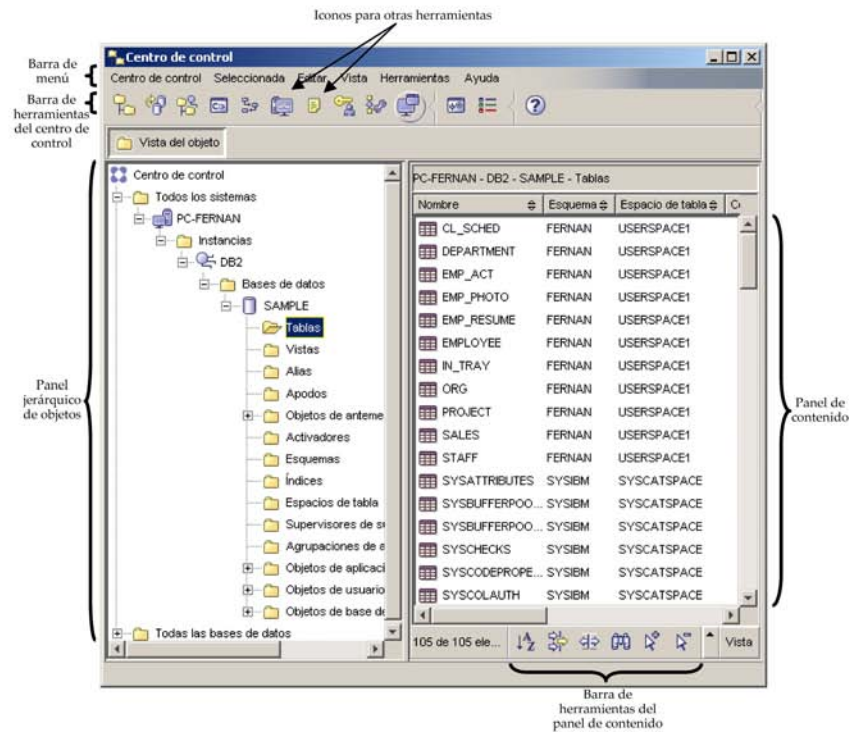 Iconos para otras herramientas
Barra de
menú
Barra de
herramientas
del centro de
control
Panel
jerárquico
de objetos
Centro de control
Centro de control Seleccionada Editar Vista Herramientas Ayuda
Vista del objeto
Centro de control
Todos los sistemas
PC-FERNAN
Instancias
DB2
Bases de datos
SAMPLE
Tablas
Vistas
Alias
Apodos
Objetos de anteme
Activadores
Esquemas
Índices
Espacios de tabla
Supervisores de su
Agrupaciones de a
Objetos de aplicaci
Objetos de usuario
Objetos de base de
Todas las bases de datos
PC-FERNAN - DB2 - SAMPLE - Tablas
Nombre Esquema Espacio de tabla
CL_SCHED FERNAN USERSPACE1
DEPARTMENT FERNAN USERSPACE1
EMP_ACT FERNAN USERSPACE1
EMP_PHOTO FERNAN USERSPACE1
EMP_RESUME FERNAN USERSPACE1
EMPLOYEE FERNAN USERSPACE1
IN_TRAY FERNAN USERSPACE1
ORG FERNAN USERSPACE1
PROJECT FERNAN USERSPACE1
SALES FERNAN USERSPACE1
STAFF FERNAN USERSPACE1
SYSATTRIBUTES SYSIBM SYSCATSPACE
SYSBUFFERPOO... SYSIBM SYSCATSPACE
SYSBUFFERPOO... SYSIBM SYSCATSPACE
SYSCHECKS SYSIBM SYSCATSPACE
SYSCODEPROPE... SYSIBM SYSCATSPACE
SYSCOLAUTH SYSIBM SYSCATSPACE
105 de 105 ele... Vista
Panel de
contenido
Barra de
herramientas del
panel de contenido